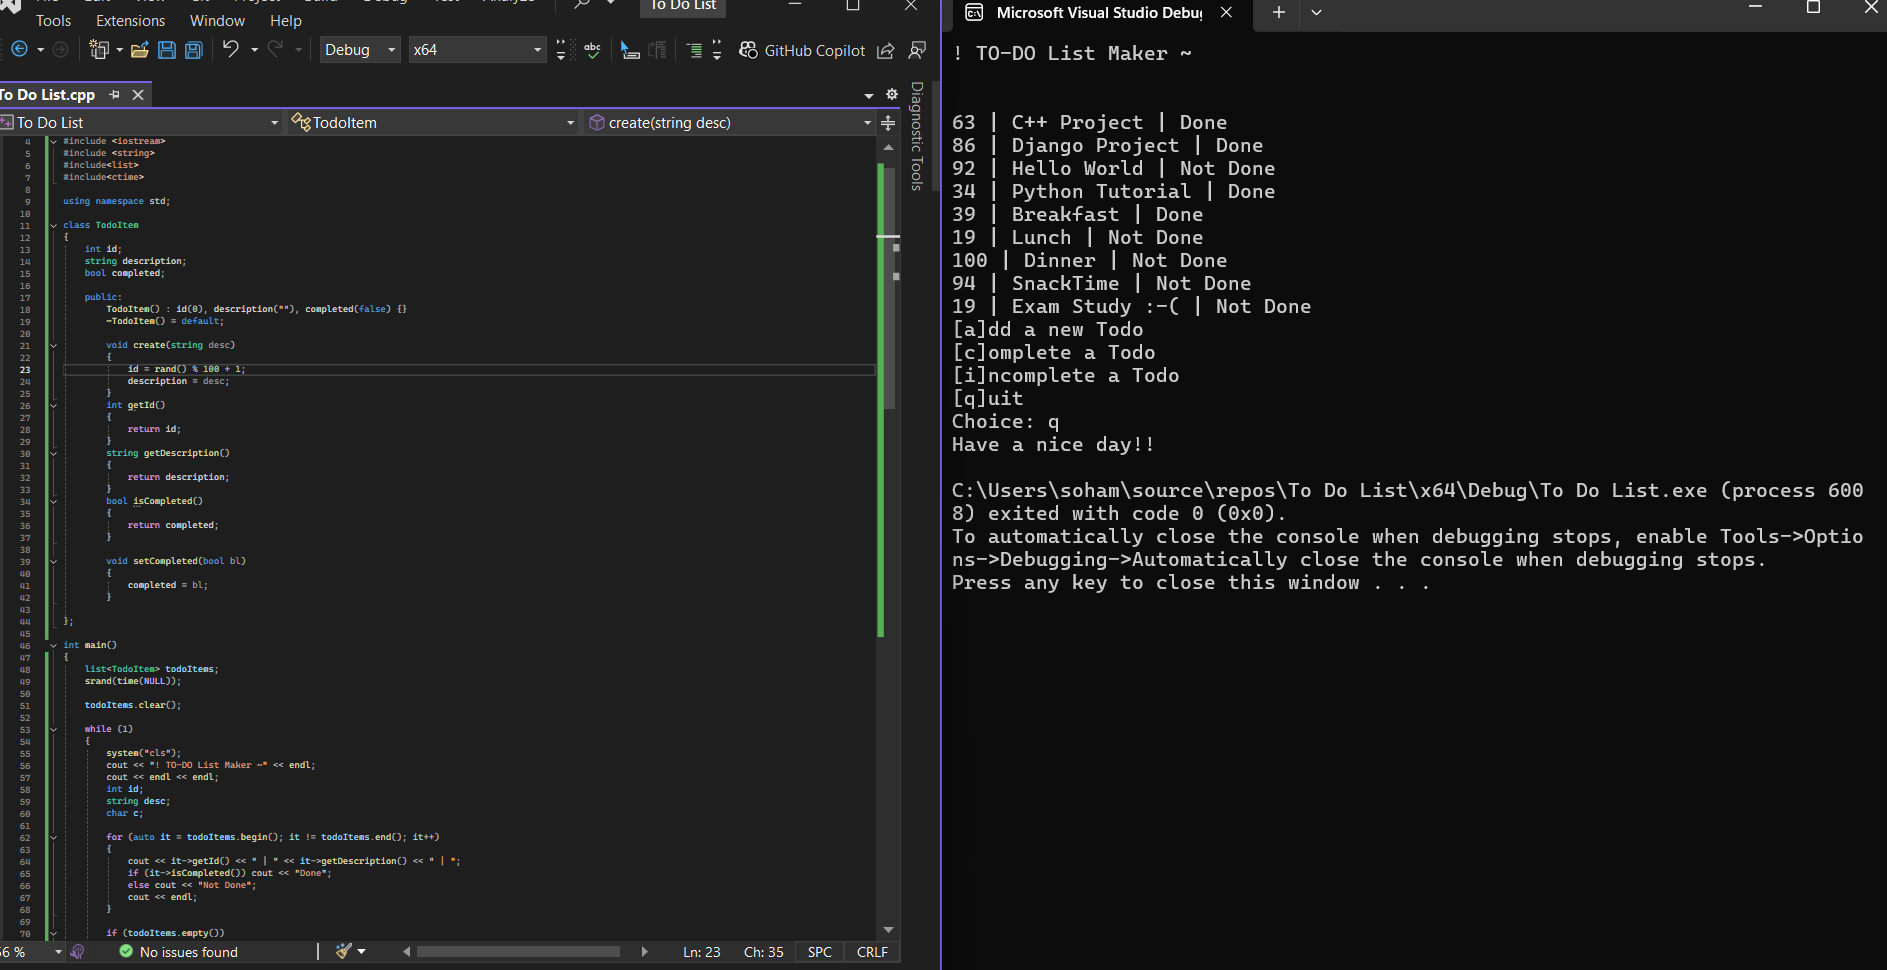 To Do List
Tools Extensions Window Help
Debug x64 GitHub Copilot
To Do List.cpp
To Do List TodoItem create(string desc)
Diagnostic Tools
4 #include <iostream>
5 #include <string>
6 #include<list>
7 #include<ctime>
8
9 using namespace std;
10
11 class TodoItem
12 {
13 int id;
14 string description;
15 bool completed;
16
17 public:
18 TodoItem() : id(0), description(""), completed(false) {}
19 ~TodoItem() = default;
20
21 void create(string desc)
22 {
23 id = rand() % 100 + 1;
24 description = desc;
25 }
26 int getId()
27 {
28 return id;
29 }
30 string getDescription()
31 {
32 return description;
33 }
34 bool isCompleted()
35 {
36 return completed;
37 }
38
39 void setCompleted(bool bl)
40 {
41 completed = bl;
42 }
43
44 };
45
46 int main()
47 {
48 list<TodoItem> todoItems;
49 srand(time(NULL));
50
51 todoItems.clear();
52
53 while (1)
54 {
55 system("cls");
56 cout << "! TO-DO List Maker ~" << endl;
57 cout << endl << endl;
58 int id;
59 string desc;
60 char c;
61
62 for (auto it = todoItems.begin(); it != todoItems.end(); it++)
63 {
64 cout << it->getId() << " | " << it->getDescription() << " | ";
65 if (it->isCompleted()) cout << "Done";
66 else cout << "Not Done";
67 cout << endl;
68 }
69
70 if (todoItems.empty())
No issues found Ln: 23 Ch: 35 SPC CRLF
Microsoft Visual Studio Debu
! TO-DO List Maker ~
63 | C++ Project | Done
86 | Django Project | Done
92 | Hello World | Not Done
34 | Python Tutorial | Done
39 | Breakfast | Done
19 | Lunch | Not Done
100 | Dinner | Not Done
94 | SnackTime | Not Done
19 | Exam Study :-( | Not Done
[a]dd a new Todo
[c]omplete a Todo
[i]ncomplete a Todo
[q]uit
Choice: q
Have a nice day!!
C:\Users\soham\source\repos\To Do List\x64\Debug\To Do List.exe (process 600
8) exited with code 0 (0x0).
To automatically close the console when debugging stops, enable Tools->Optio
ns->Debugging->Automatically close the console when debugging stops.
Press any key to close this window . . .